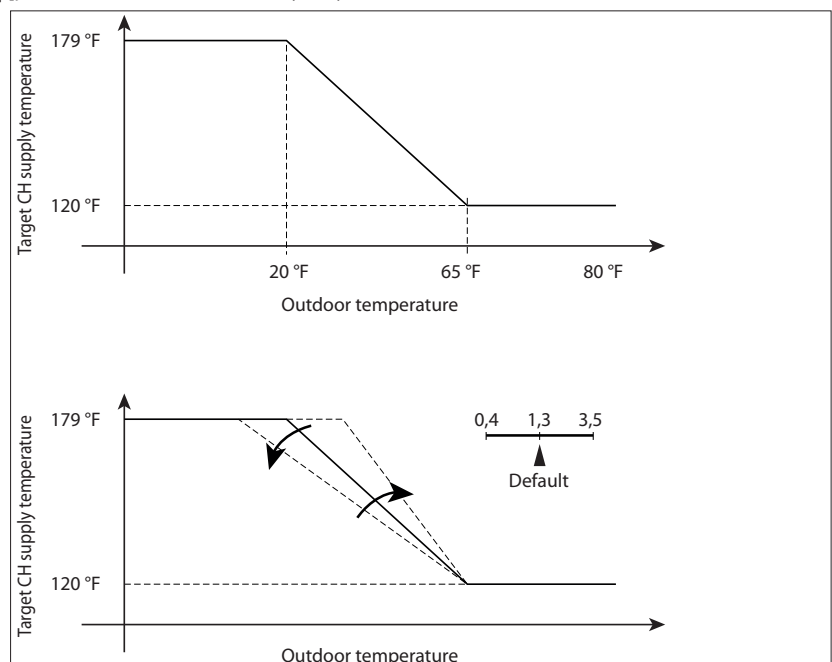 Target CH supply temperature
179 °F
120 °F
20 °F 65 °F 80 °F
Outdoor temperature
Target CH supply temperature
179 °F
120 °F
0,4 1,3 3,5
Default
Outdoor temperature